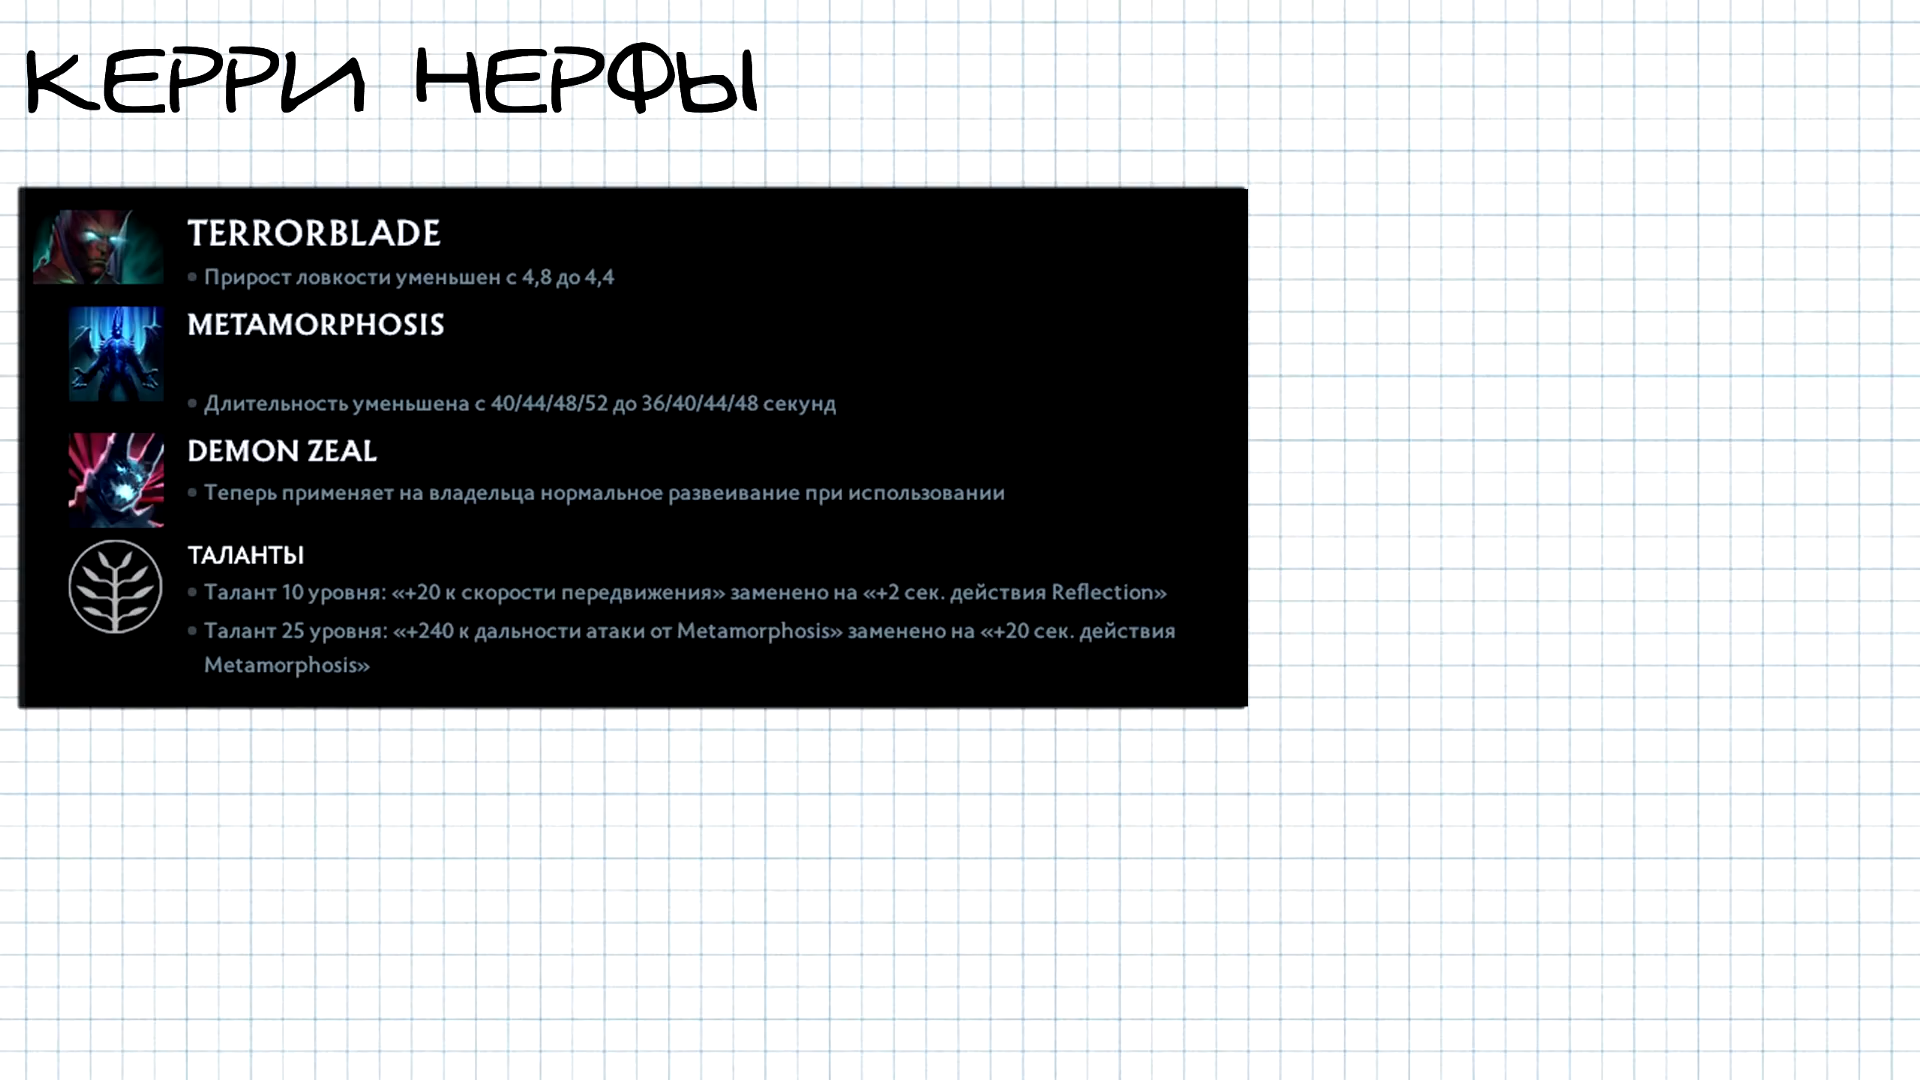 КЕРРИ НЕРФЫ
TERRORBLADE
• Прирост ловкости уменьшен с 4,8 до 4,4
METAMORPHOSIS
• Длительность уменьшена с 40/44/48/52 до 36/40/44/48 секунд
DEMON ZEAL
• Теперь применяет на владельца нормальное развеивание при использовании
ТАЛАНТЫ
• Талант 10 уровня: «+20 к скорости передвижения» заменено на «+2 сек. действия Reflection»
• Талант 25 уровня: «+240 к дальности атаки от Metamorphosis» заменено на «+20 сек. действия
Metamorphosis»